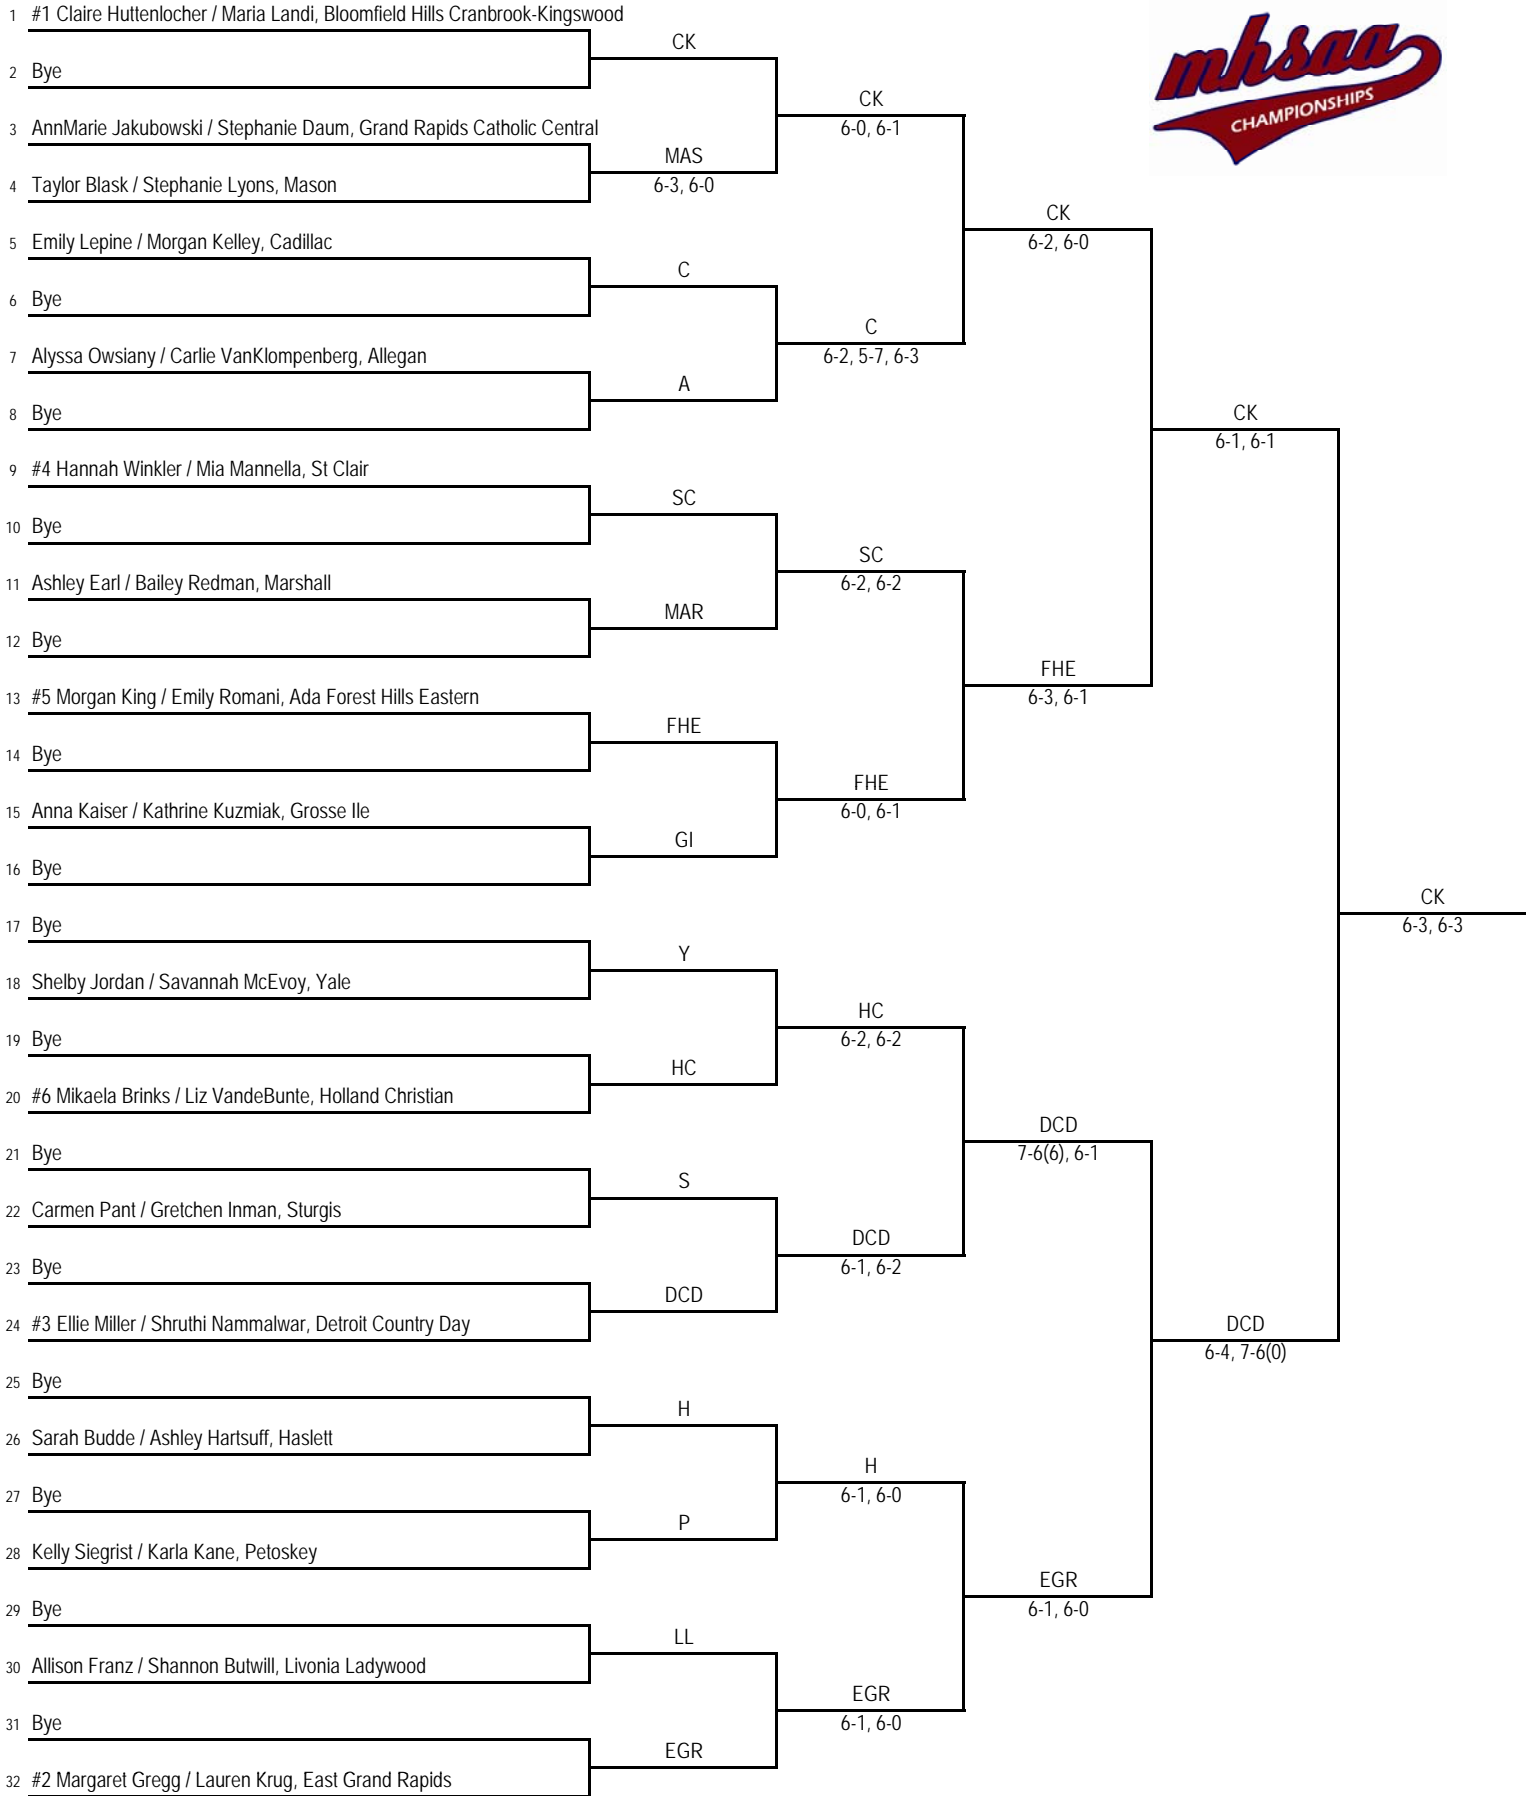 1 #1 Claire Huttenlocher / Maria Landi, Bloomfield Hills Cranbrook-Kingswood
mhsaa
CHAMPIONSHIPS
CK
2 Bye
CK
6-0, 6-1
3 AnnMarie Jakubowski / Stephanie Daum, Grand Rapids Catholic Central
MAS
6-3, 6-0
4 Taylor Blask / Stephanie Lyons, Mason
CK
6-2, 6-0
5 Emily Lepine / Morgan Kelley, Cadillac
C
6 Bye
C
6-2, 5-7, 6-3
7 Alyssa Owsiany / Carlie VanKlompenberg, Allegan
A
8 Bye
CK
6-1, 6-1
9 #4 Hannah Winkler / Mia Mannella, St Clair
SC
10 Bye
SC
6-2, 6-2
11 Ashley Earl / Bailey Redman, Marshall
MAR
12 Bye
FHE
6-3, 6-1
13 #5 Morgan King / Emily Romani, Ada Forest Hills Eastern
FHE
14 Bye
FHE
6-0, 6-1
15 Anna Kaiser / Kathrine Kuzmiak, Grosse Ile
GI
16 Bye
CK
6-3, 6-3
17 Bye
Y
18 Shelby Jordan / Savannah McEvoy, Yale
HC
6-2, 6-2
19 Bye
HC
20 #6 Mikaela Brinks / Liz VandeBunte, Holland Christian
DCD
7-6(6), 6-1
21 Bye
S
22 Carmen Pant / Gretchen Inman, Sturgis
DCD
6-1, 6-2
23 Bye
DCD
24 #3 Ellie Miller / Shruthi Nammalwar, Detroit Country Day
DCD
6-4, 7-6(0)
25 Bye
H
26 Sarah Budde / Ashley Hartsuff, Haslett
H
6-1, 6-0
27 Bye
P
28 Kelly Siegrist / Karla Kane, Petoskey
EGR
6-1, 6-0
29 Bye
LL
30 Allison Franz / Shannon Butwill, Livonia Ladywood
EGR
6-1, 6-0
31 Bye
EGR
32 #2 Margaret Gregg / Lauren Krug, East Grand Rapids